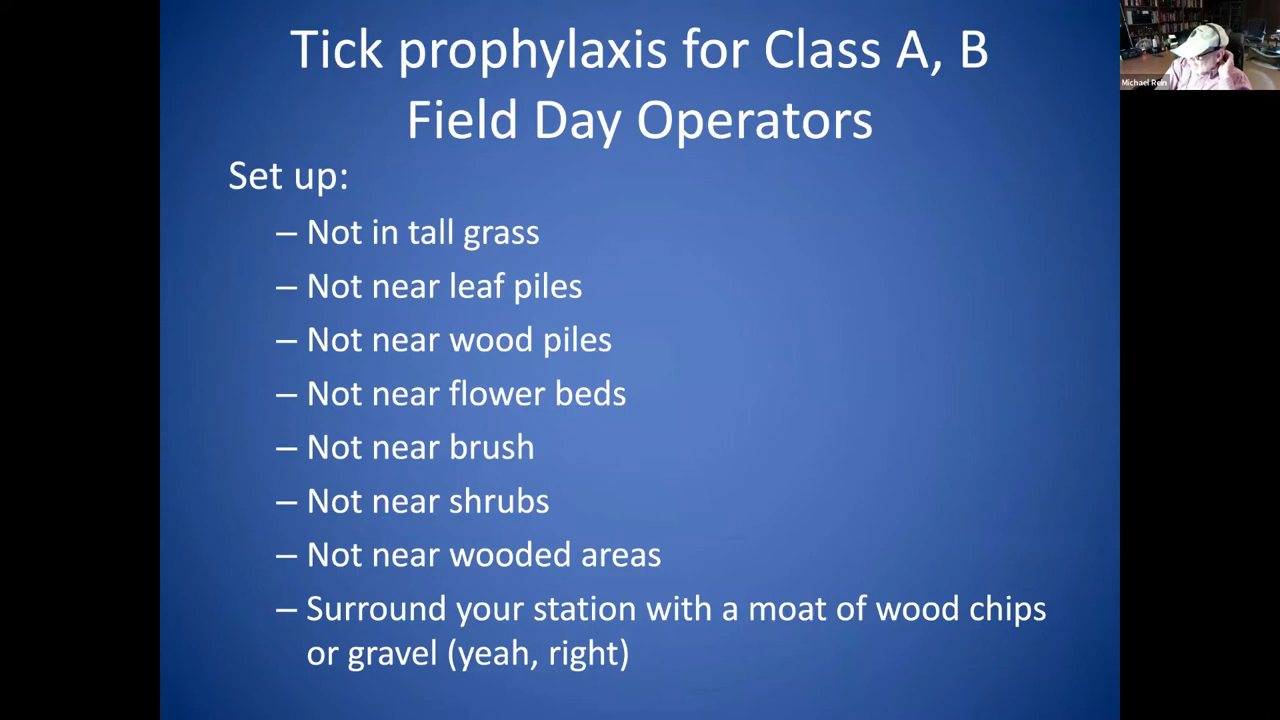 Tick prophylaxis for Class A, B
Field Day Operators
Set up:
– Not in tall grass
– Not near leaf piles
– Not near wood piles
– Not near flower beds
– Not near brush
– Not near shrubs
– Not near wooded areas
– Surround your station with a moat of wood chips
or gravel (yeah, right)
Michael Rein